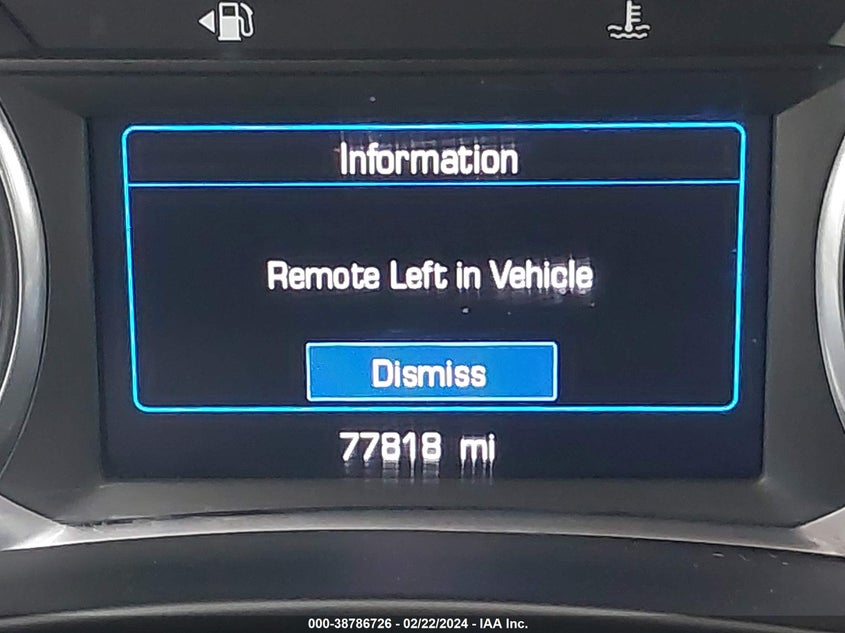 Information
Remote Left in Vehicle
Dismiss
77818 mi
000-38786726 - 02/22/2024 - IAA Inc.